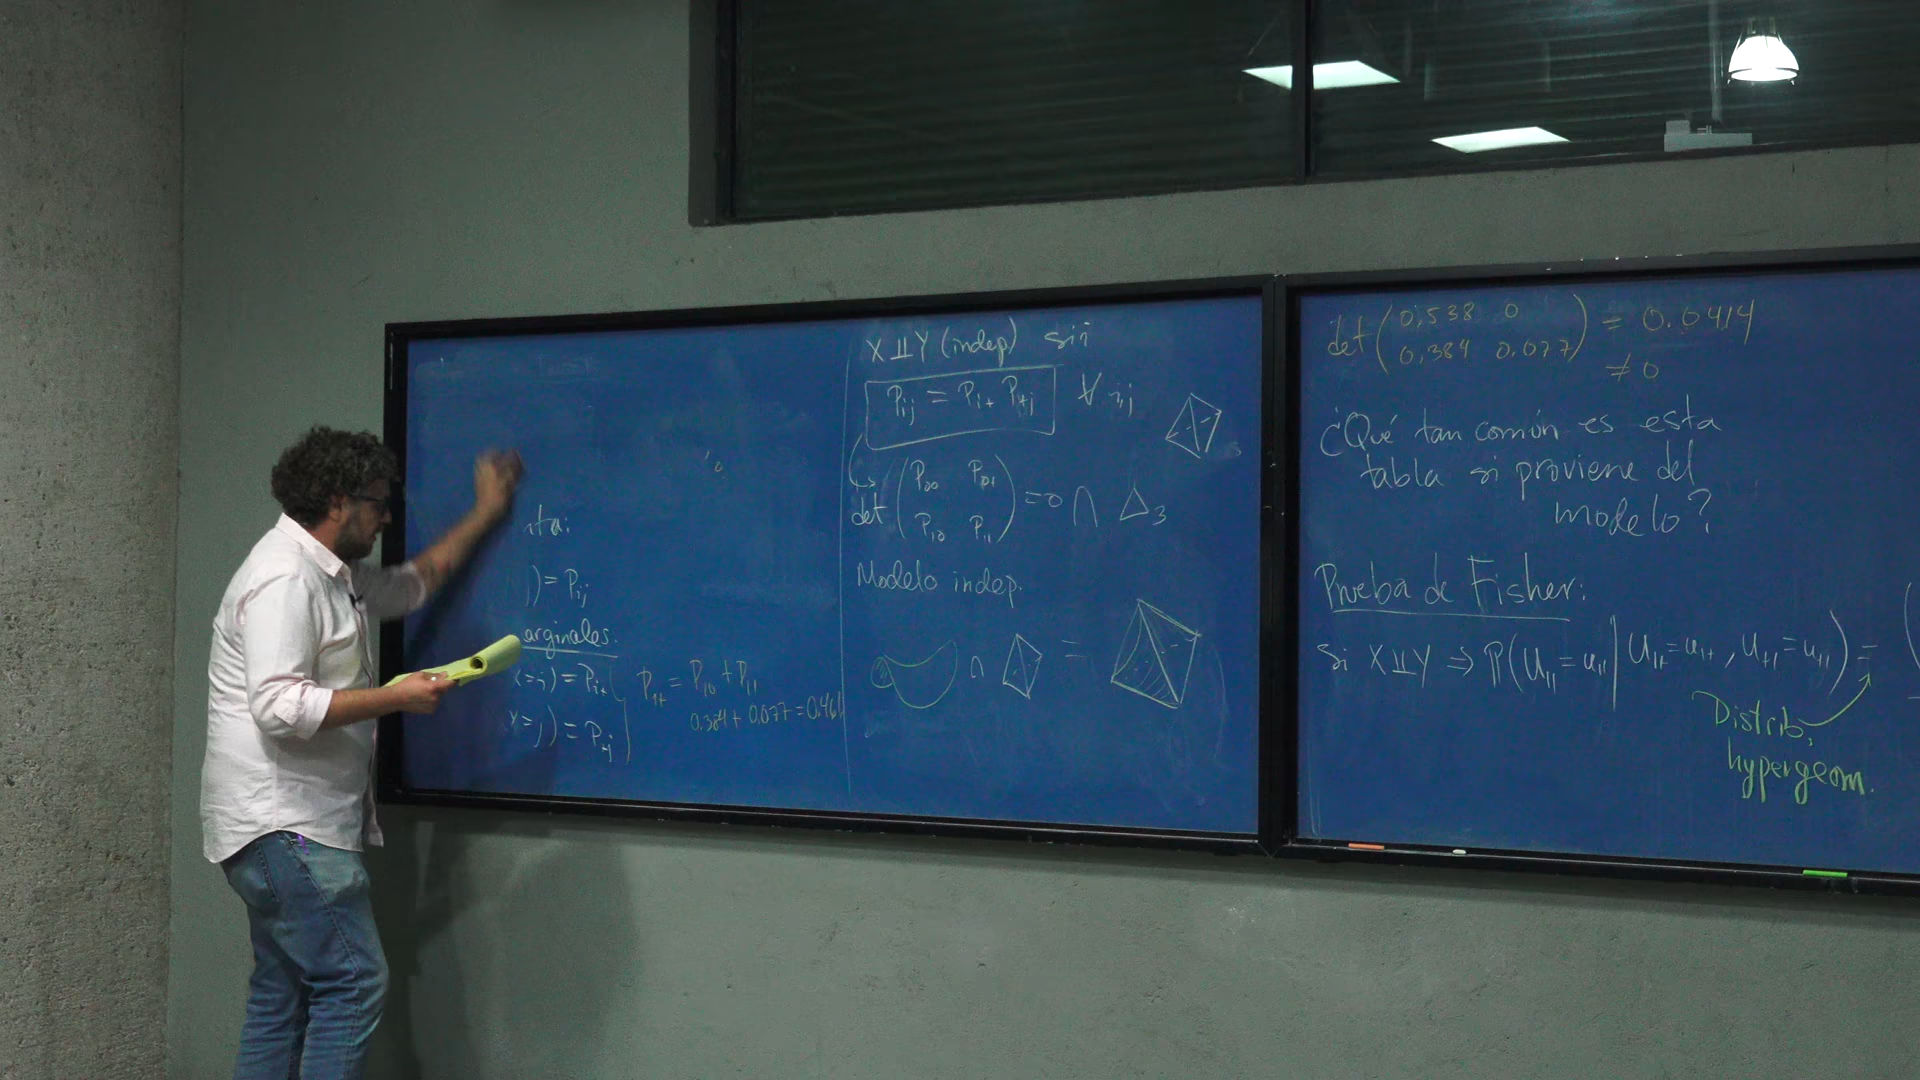 nta:
)=Pij
arginales:
x=i) = Pi+
Y=j) = P+j
P1+ = P10 + P11
0.384 + 0.077 = 0.461
X⫫Y (indep) sii
Pij = Pi+ P+j ∀ i,j
det (P00 P01
P10 P11) = 0 ∩ Δ3
Modelo indep.
∩ =
det (0,538 0
0,384 0.077) = 0.0414
≠ 0
¿Qué tan común es esta
tabla si proviene del
modelo?
Prueba de Fisher:
Si X⫫Y ⇒ ℙ(U11 = u11 | U1+ = u1+, U+1 = u+1) =
Distrib.
hypergeom.